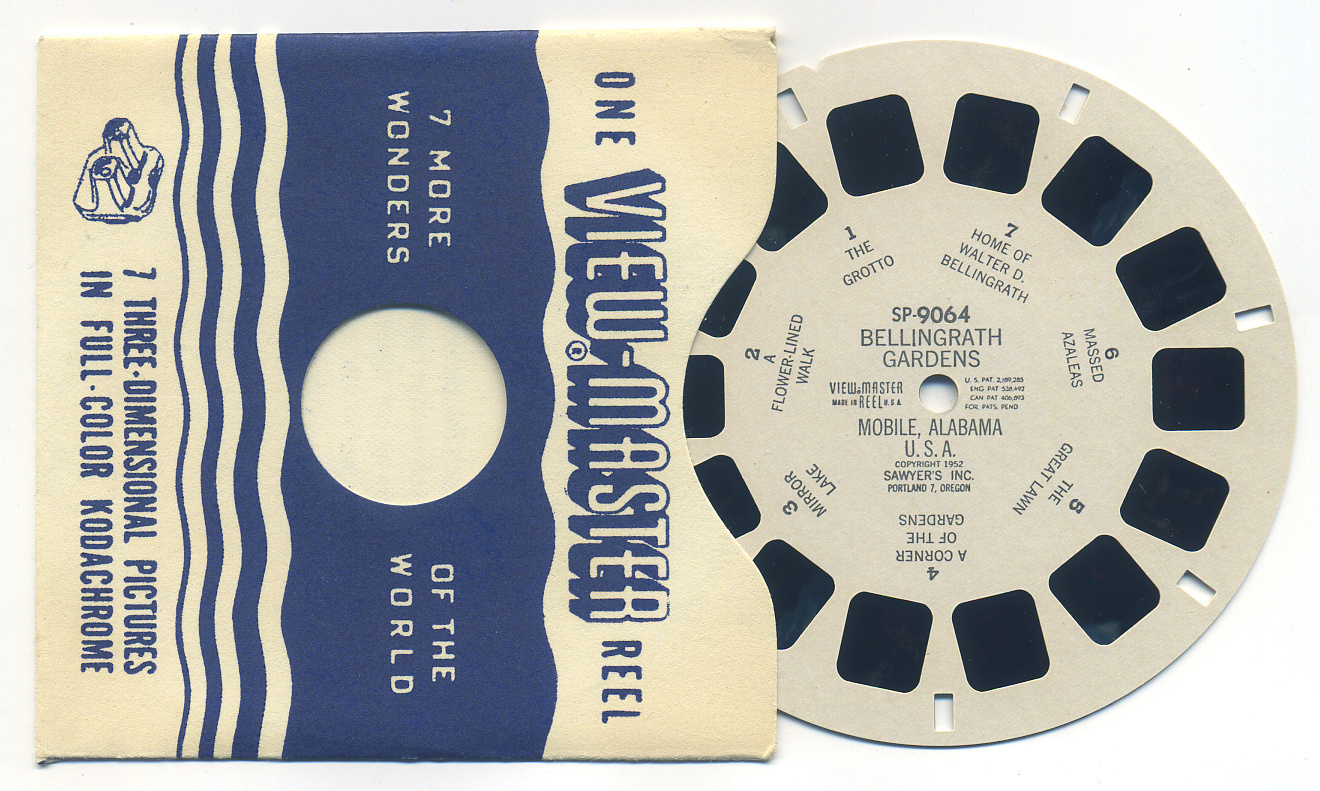 ONE VIEW-MASTER® REEL
7 MORE
WONDERS
OF THE
WORLD
7 THREE-DIMENSIONAL PICTURES
IN FULL-COLOR KODACHROME
SP-9064
BELLINGRATH
GARDENS
VIEW-MASTER
MADE IN REEL U.S.A.
U. S. PAT. 2,189,285
ENG PAT 538,492
CAN PAT 406,893
FOR. PATS. PEND
MOBILE, ALABAMA
U.S.A.
COPYRIGHT 1952
SAWYER'S INC.
PORTLAND 7, OREGON
1
THE
GROTTO
2
A
FLOWER-LINED
WALK
3
MIRROR
LAKE
4
A CORNER
OF THE
GARDENS
5
THE
GREAT LAWN
6
MASSED
AZALEAS
7
HOME OF
WALTER D.
BELLINGRATH